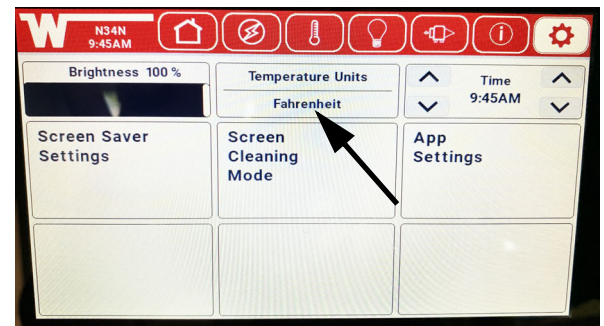 W
N34N
9:45AM
Brightness 100 %
Temperature Units
Fahrenheit
Time
9:45AM
Screen Saver
Settings
Screen
Cleaning
Mode
App
Settings